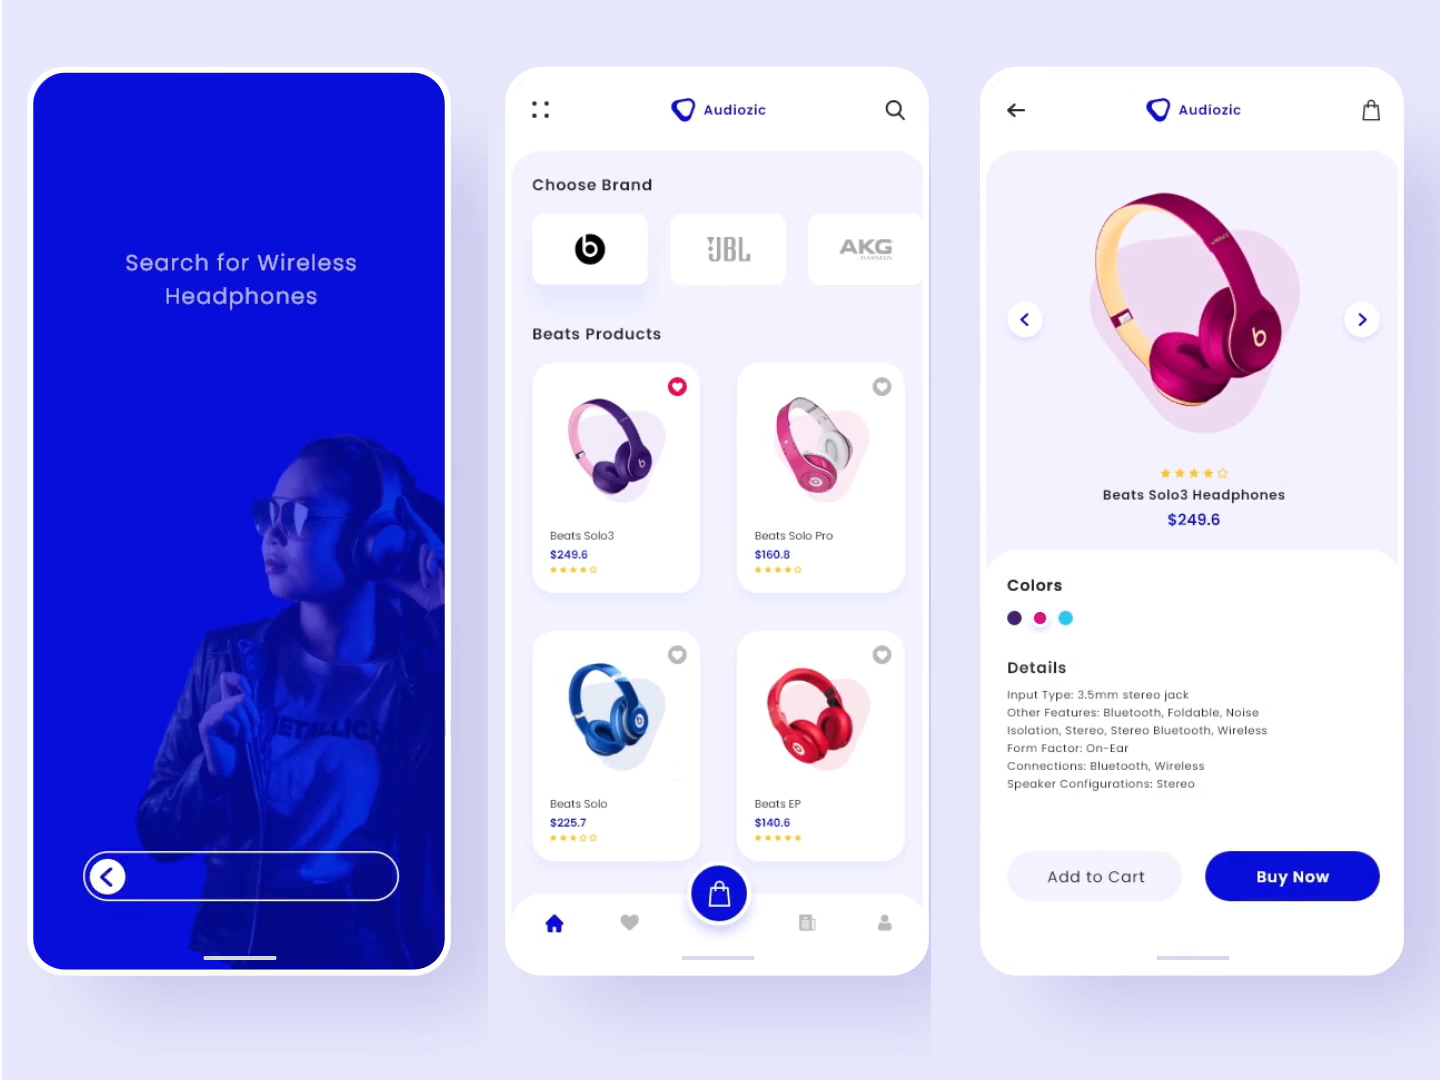 Search for Wireless
Headphones
METALLICA
Audiozic
Choose Brand
b
JBL
AKG
HARMAN
Beats Products
Beats Solo3
$249.6
Beats Solo Pro
$160.8
Beats Solo
$225.7
Beats EP
$140.6
Audiozic
Beats Solo3 Headphones
$249.6
Colors
Details
Input Type: 3.5mm stereo jack
Other Features: Bluetooth, Foldable, Noise
Isolation, Stereo, Stereo Bluetooth, Wireless
Form Factor: On-Ear
Connections: Bluetooth, Wireless
Speaker Configurations: Stereo
Add to Cart
Buy Now